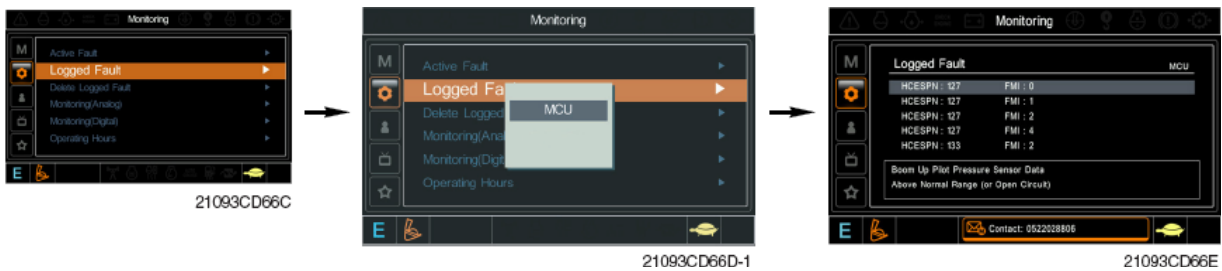 Monitoring
M
Active Fault
Logged Fault
Delete Logged Fault
Monitoring(Analog)
Monitoring(Digital)
Operating Hours
E
21093CD66C
Monitoring
M
Active Fault
Logged Fa
Delete Logged
Monitoring(Anal
Monitoring(Digit
Operating Hours
MCU
E
21093CD66D-1
Monitoring
M
Logged Fault MCU
HCESPN : 127 FMI : 0
HCESPN : 127 FMI : 1
HCESPN : 127 FMI : 2
HCESPN : 127 FMI : 4
HCESPN : 133 FMI : 2
Boom Up Pilot Pressure Sensor Data
Above Normal Range (or Open Circuit)
E
Contact: 0522028806
21093CD66E